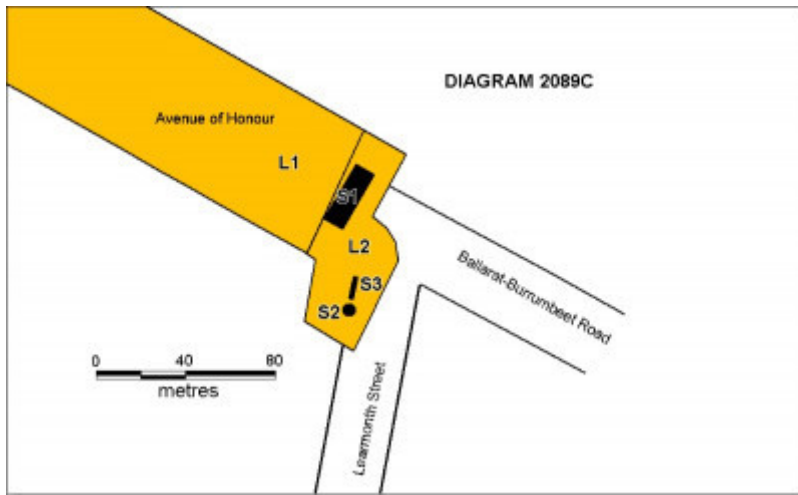 DIAGRAM 2089C
Avenue of Honour
L1
S1
L2
Ballarat-Burrumbeet Road
S3
S2
0 40 80
metres
Learmonth Street